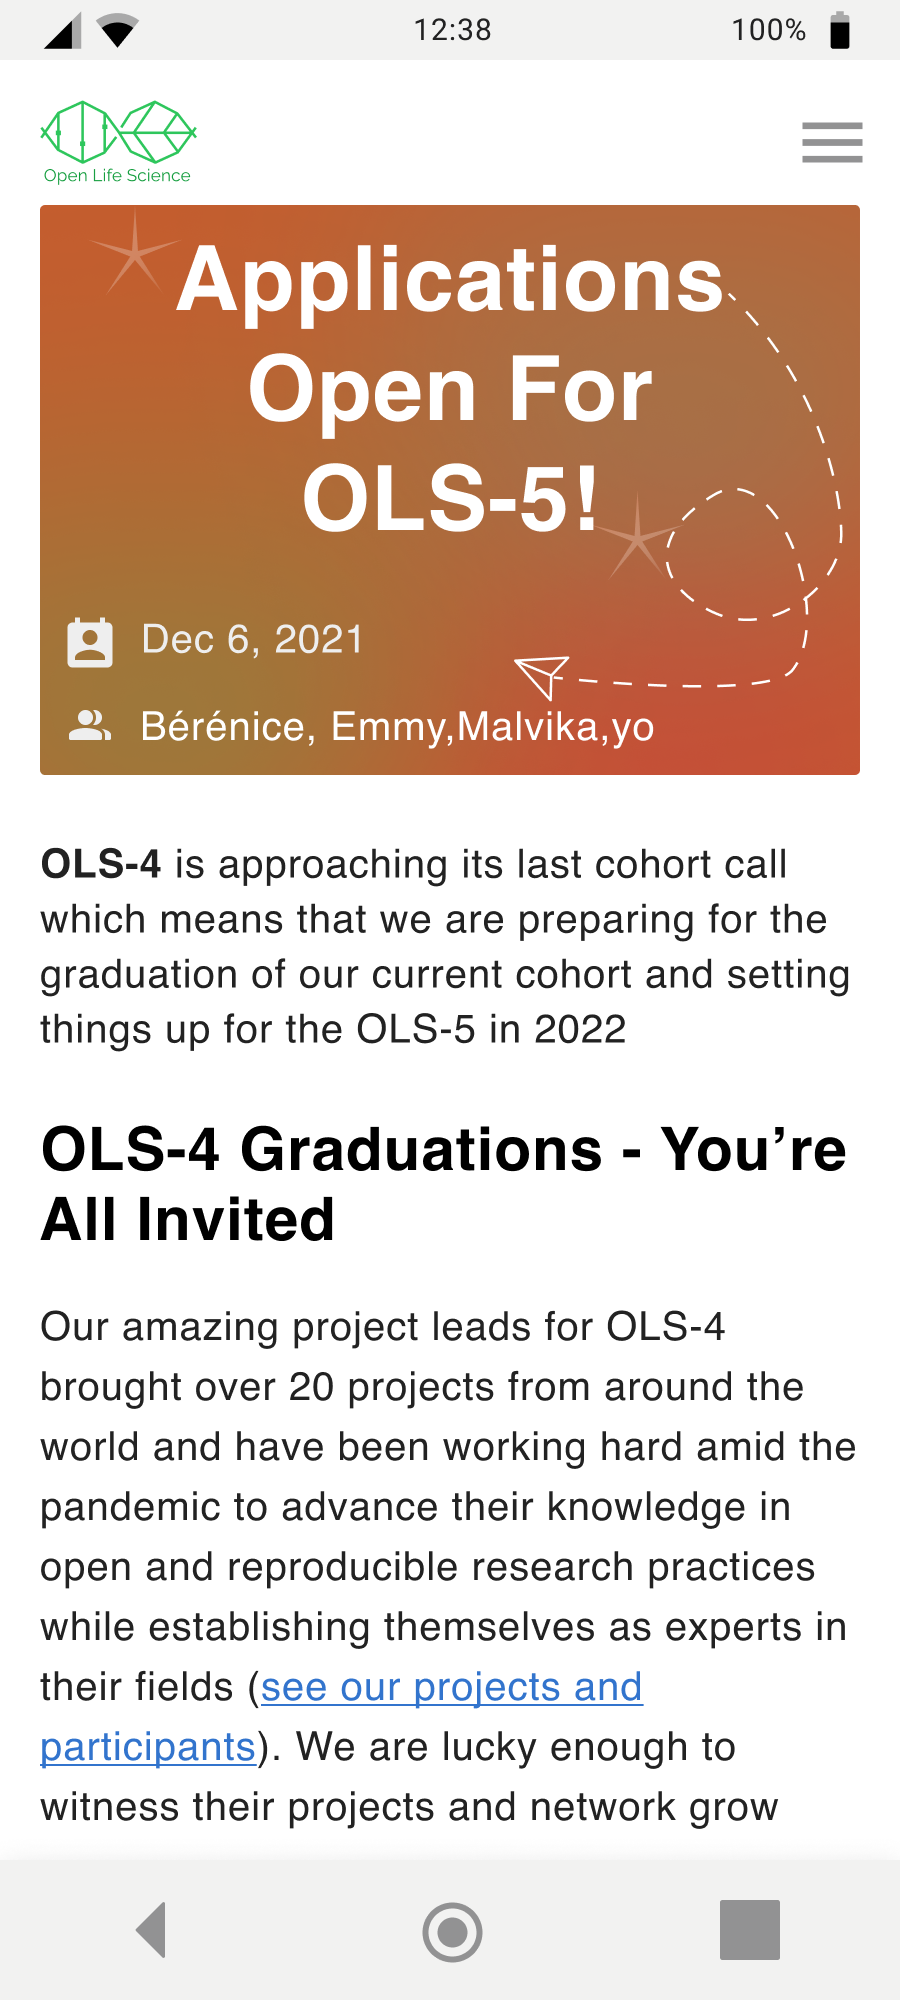 12:38
100%
Open Life Science
Applications
Open For
OLS-5!
Dec 6, 2021
Bérénice, Emmy,Malvika,yo
OLS-4 is approaching its last cohort call
which means that we are preparing for the
graduation of our current cohort and setting
things up for the OLS-5 in 2022
OLS-4 Graduations - You’re
All Invited
Our amazing project leads for OLS-4
brought over 20 projects from around the
world and have been working hard amid the
pandemic to advance their knowledge in
open and reproducible research practices
while establishing themselves as experts in
their fields (see our projects and
participants). We are lucky enough to
witness their projects and network grow